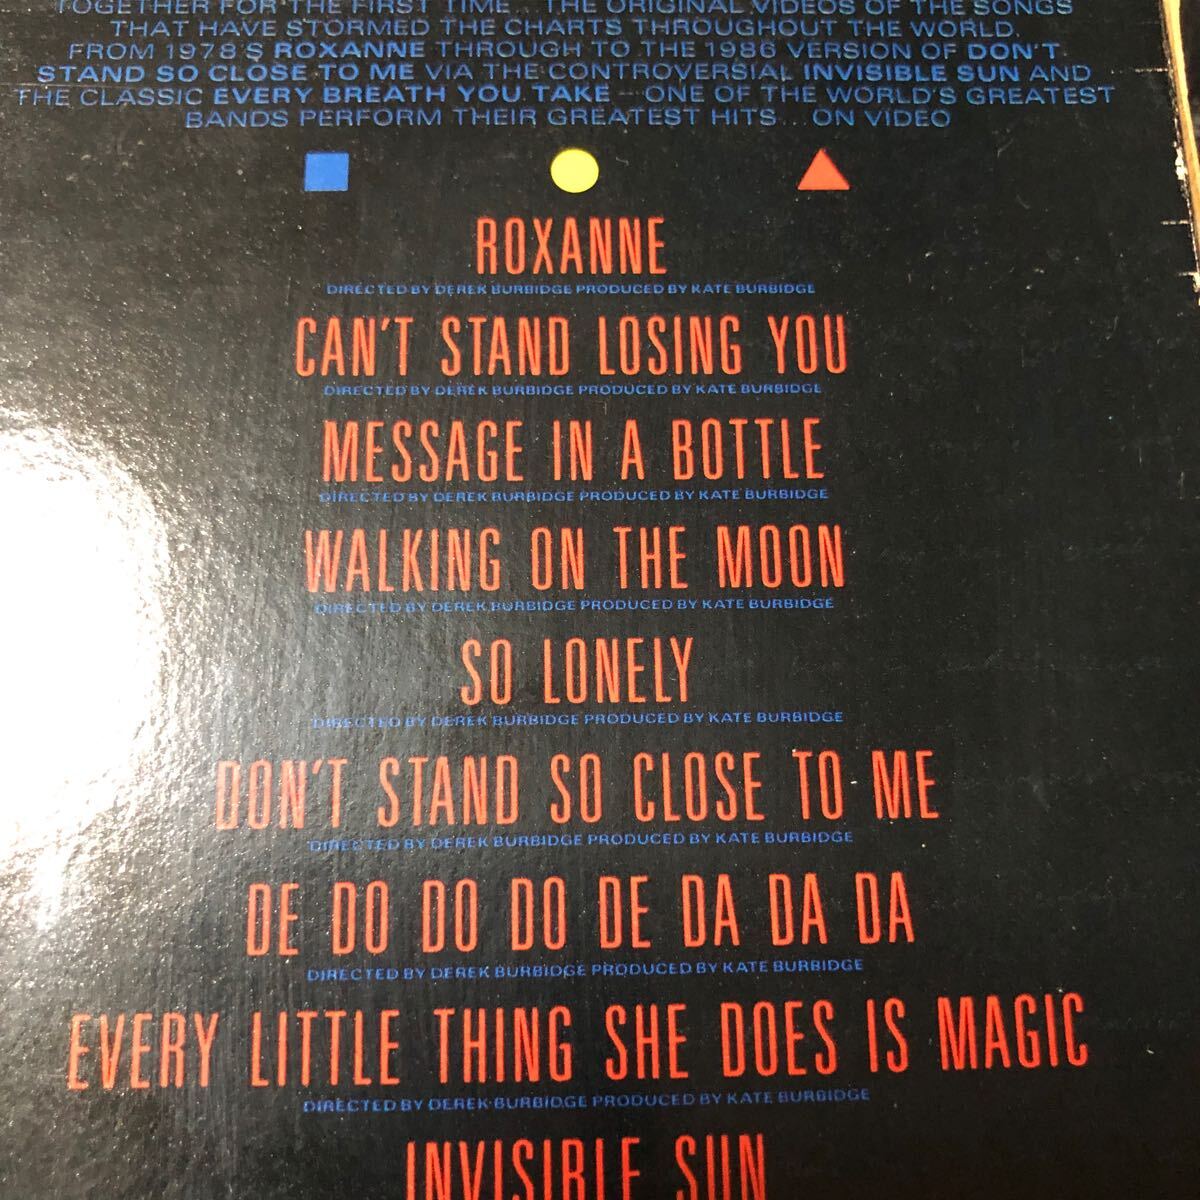 TOGETHER FOR THE FIRST TIME... THE ORIGINAL VIDEOS OF THE SONGS
THAT HAVE STORMED THE CHARTS THROUGHOUT THE WORLD.
FROM 1978'S ROXANNE THROUGH TO THE 1986 VERSION OF DON'T
STAND SO CLOSE TO ME VIA THE CONTROVERSIAL INVISIBLE SUN AND
THE CLASSIC EVERY BREATH YOU TAKE – ONE OF THE WORLD'S GREATEST
BANDS PERFORM THEIR GREATEST HITS... ON VIDEO
ROXANNE
DIRECTED BY DEREK BURBIDGE PRODUCED BY KATE BURBIDGE
CAN'T STAND LOSING YOU
DIRECTED BY DEREK BURBIDGE PRODUCED BY KATE BURBIDGE
MESSAGE IN A BOTTLE
DIRECTED BY DEREK BURBIDGE PRODUCED BY KATE BURBIDGE
WALKING ON THE MOON
DIRECTED BY DEREK BURBIDGE PRODUCED BY KATE BURBIDGE
SO LONELY
DIRECTED BY DEREK BURBIDGE PRODUCED BY KATE BURBIDGE
DON'T STAND SO CLOSE TO ME
DIRECTED BY DEREK BURBIDGE PRODUCED BY KATE BURBIDGE
DE DO DO DO DE DA DA DA
DIRECTED BY DEREK BURBIDGE PRODUCED BY KATE BURBIDGE
EVERY LITTLE THING SHE DOES IS MAGIC
DIRECTED BY DEREK BURBIDGE PRODUCED BY KATE BURBIDGE
INVISIBLE SUN